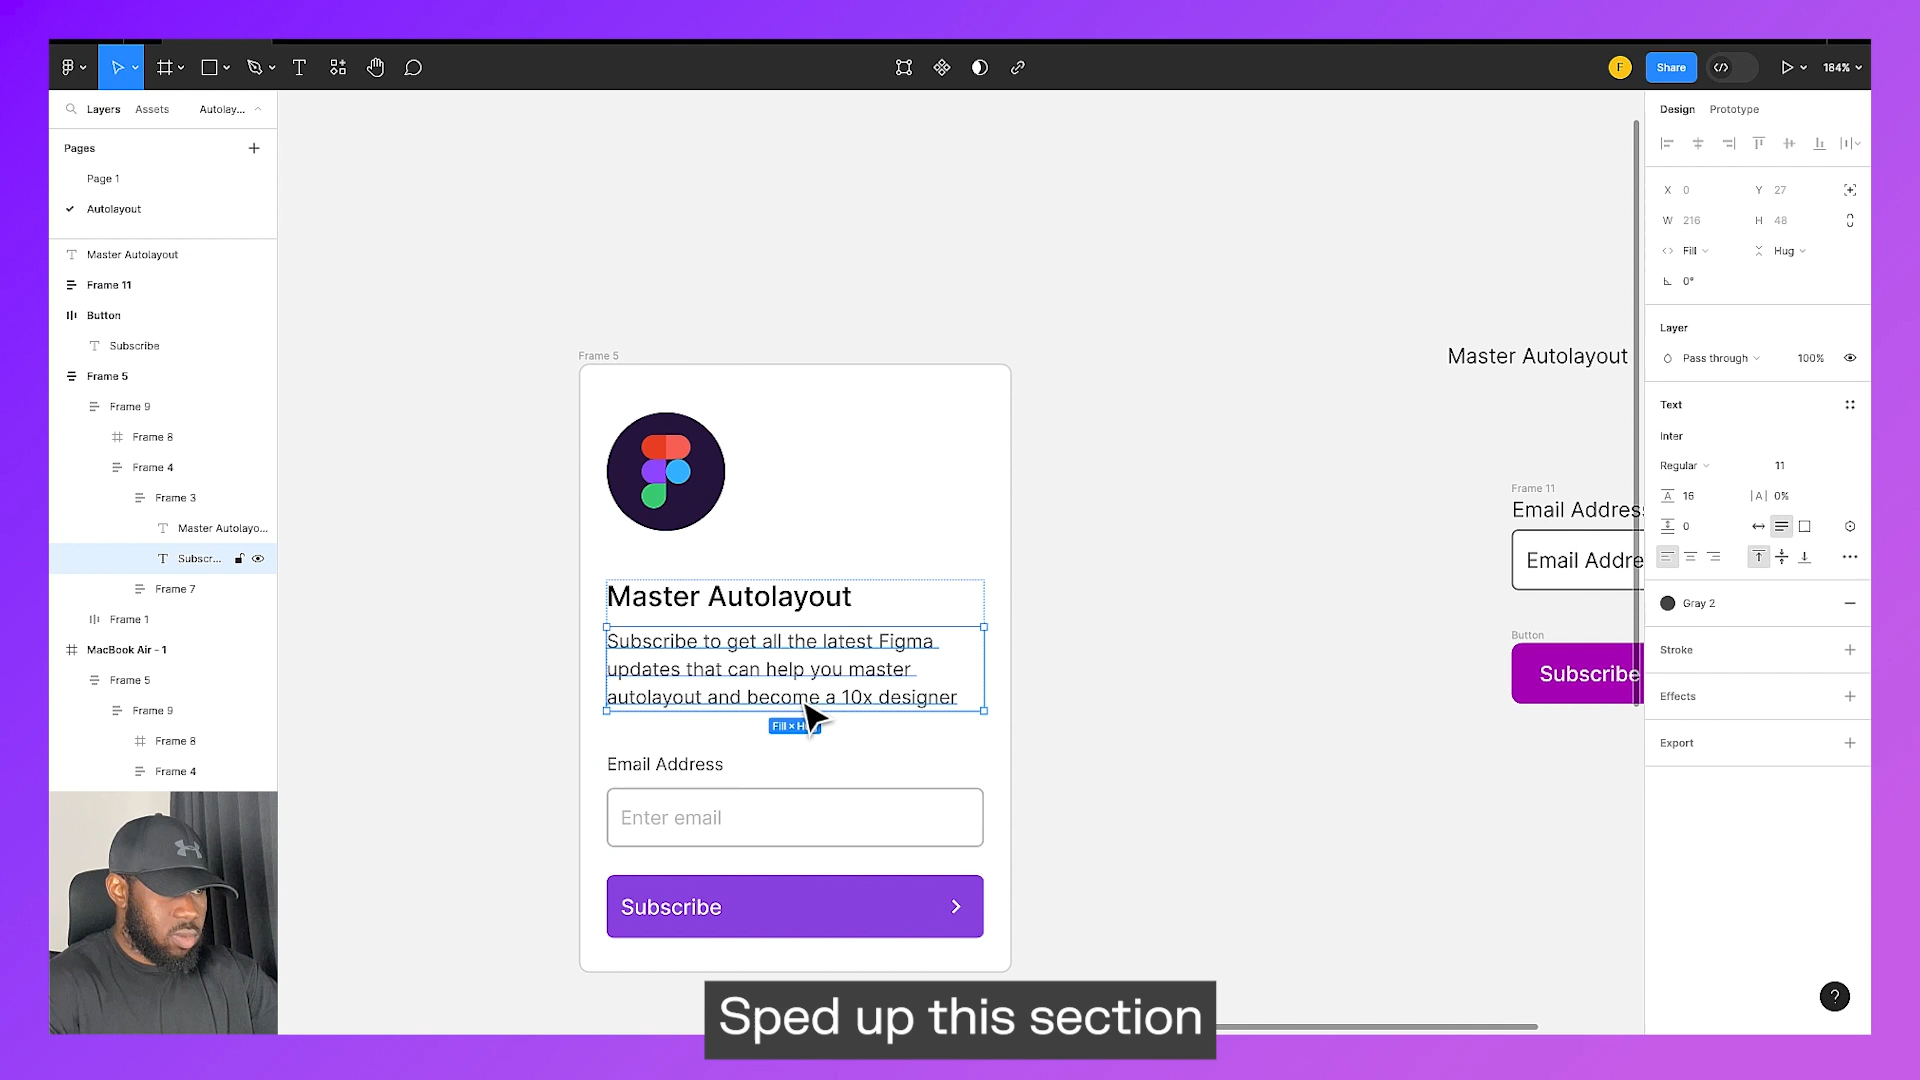 F
Share
184%
Layers
Assets
Autolay...
Pages
Page 1
Autolayout
Master Autolayout
Frame 11
Button
Subscribe
Frame 5
Frame 9
Frame 8
Frame 4
Frame 3
Master Autolayo...
Subscr...
Frame 7
Frame 1
MacBook Air - 1
Frame 5
Frame 9
Frame 8
Frame 4
Frame 5
Master Autolayout
Subscribe to get all the latest Figma
updates that can help you master
autolayout and become a 10x designer
Fill × H
Email Address
Enter email
Subscribe
Master Autolayout
Frame 11
Email Address
Email Addre
Button
Subscribe
Design
Prototype
X 0
Y 27
W 216
H 48
Fill
Hug
0°
Layer
Pass through
100%
Text
Inter
Regular
11
16
|A| 0%
0
Gray 2
Stroke
Effects
Export
?
Sped up this section